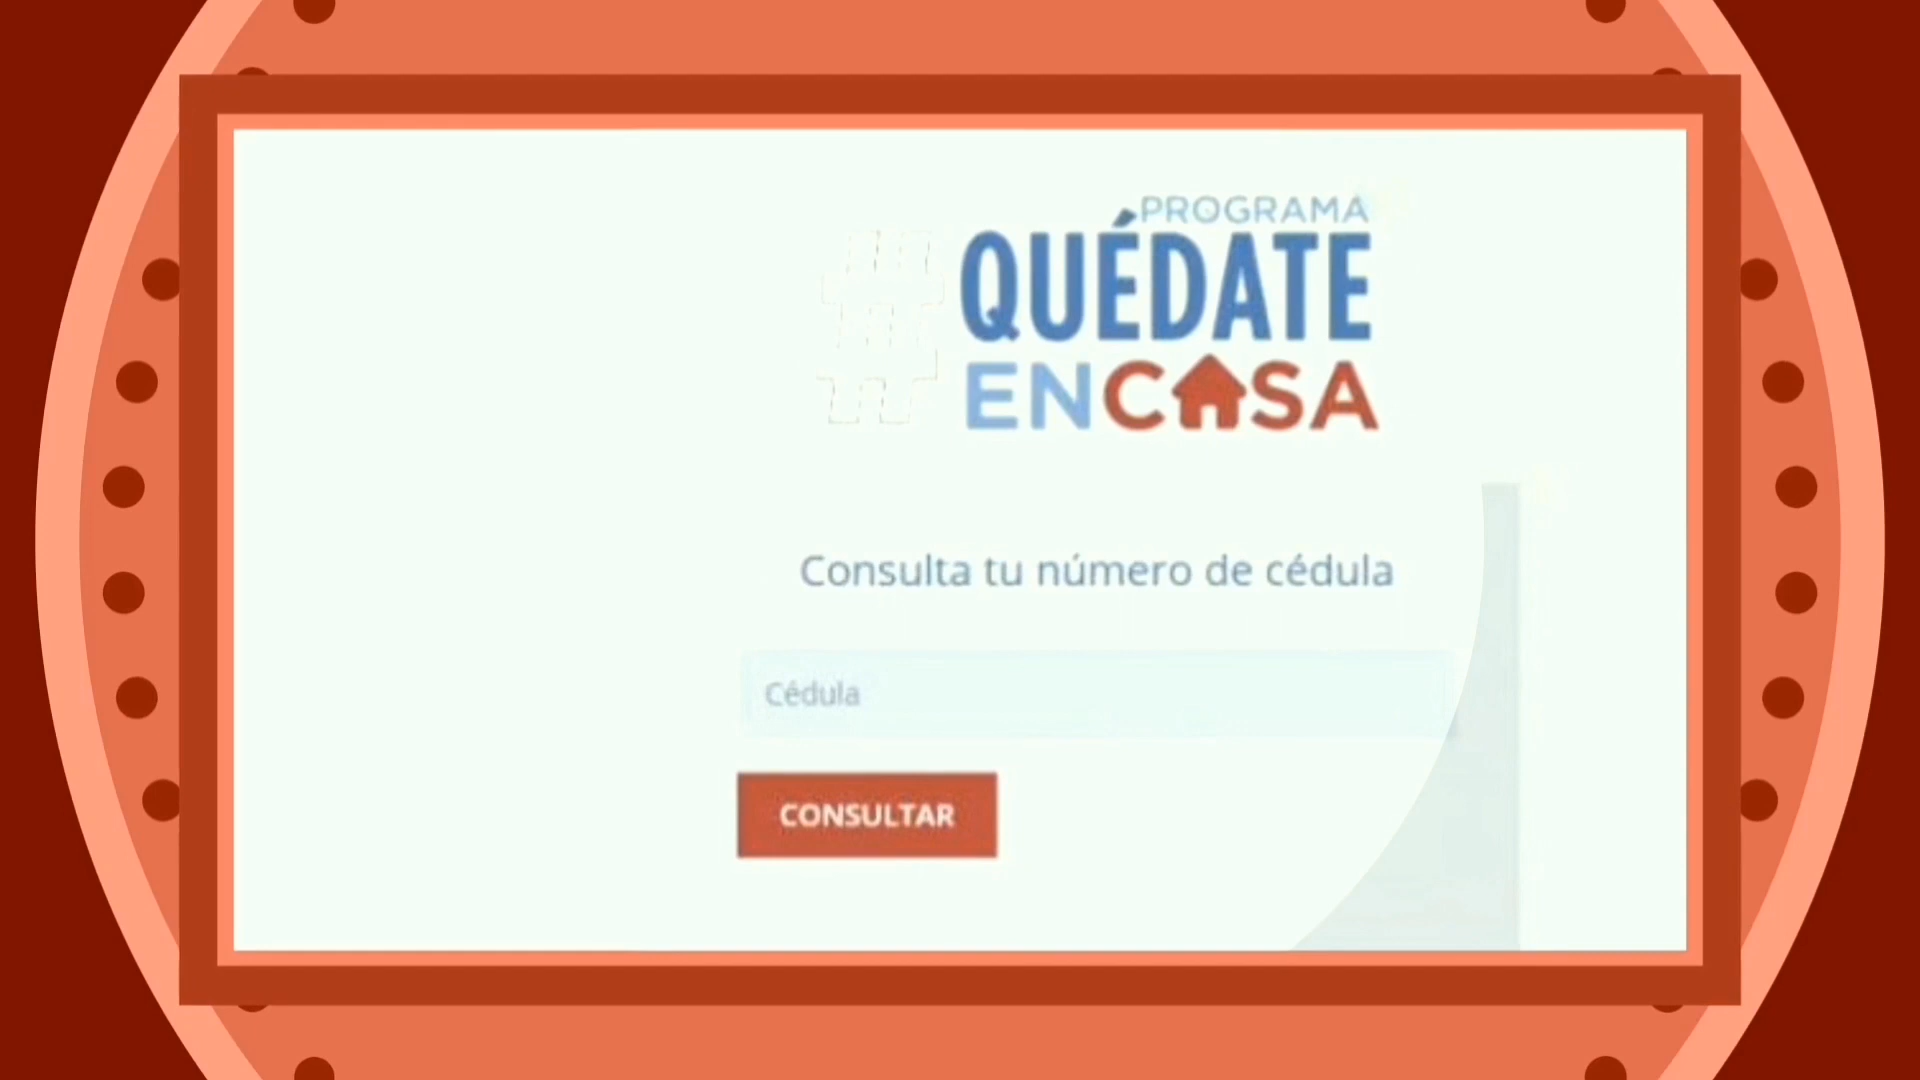 PROGRAMA
#QUÉDATE
ENCASA
Consulta tu número de cédula
Cédula
CONSULTAR